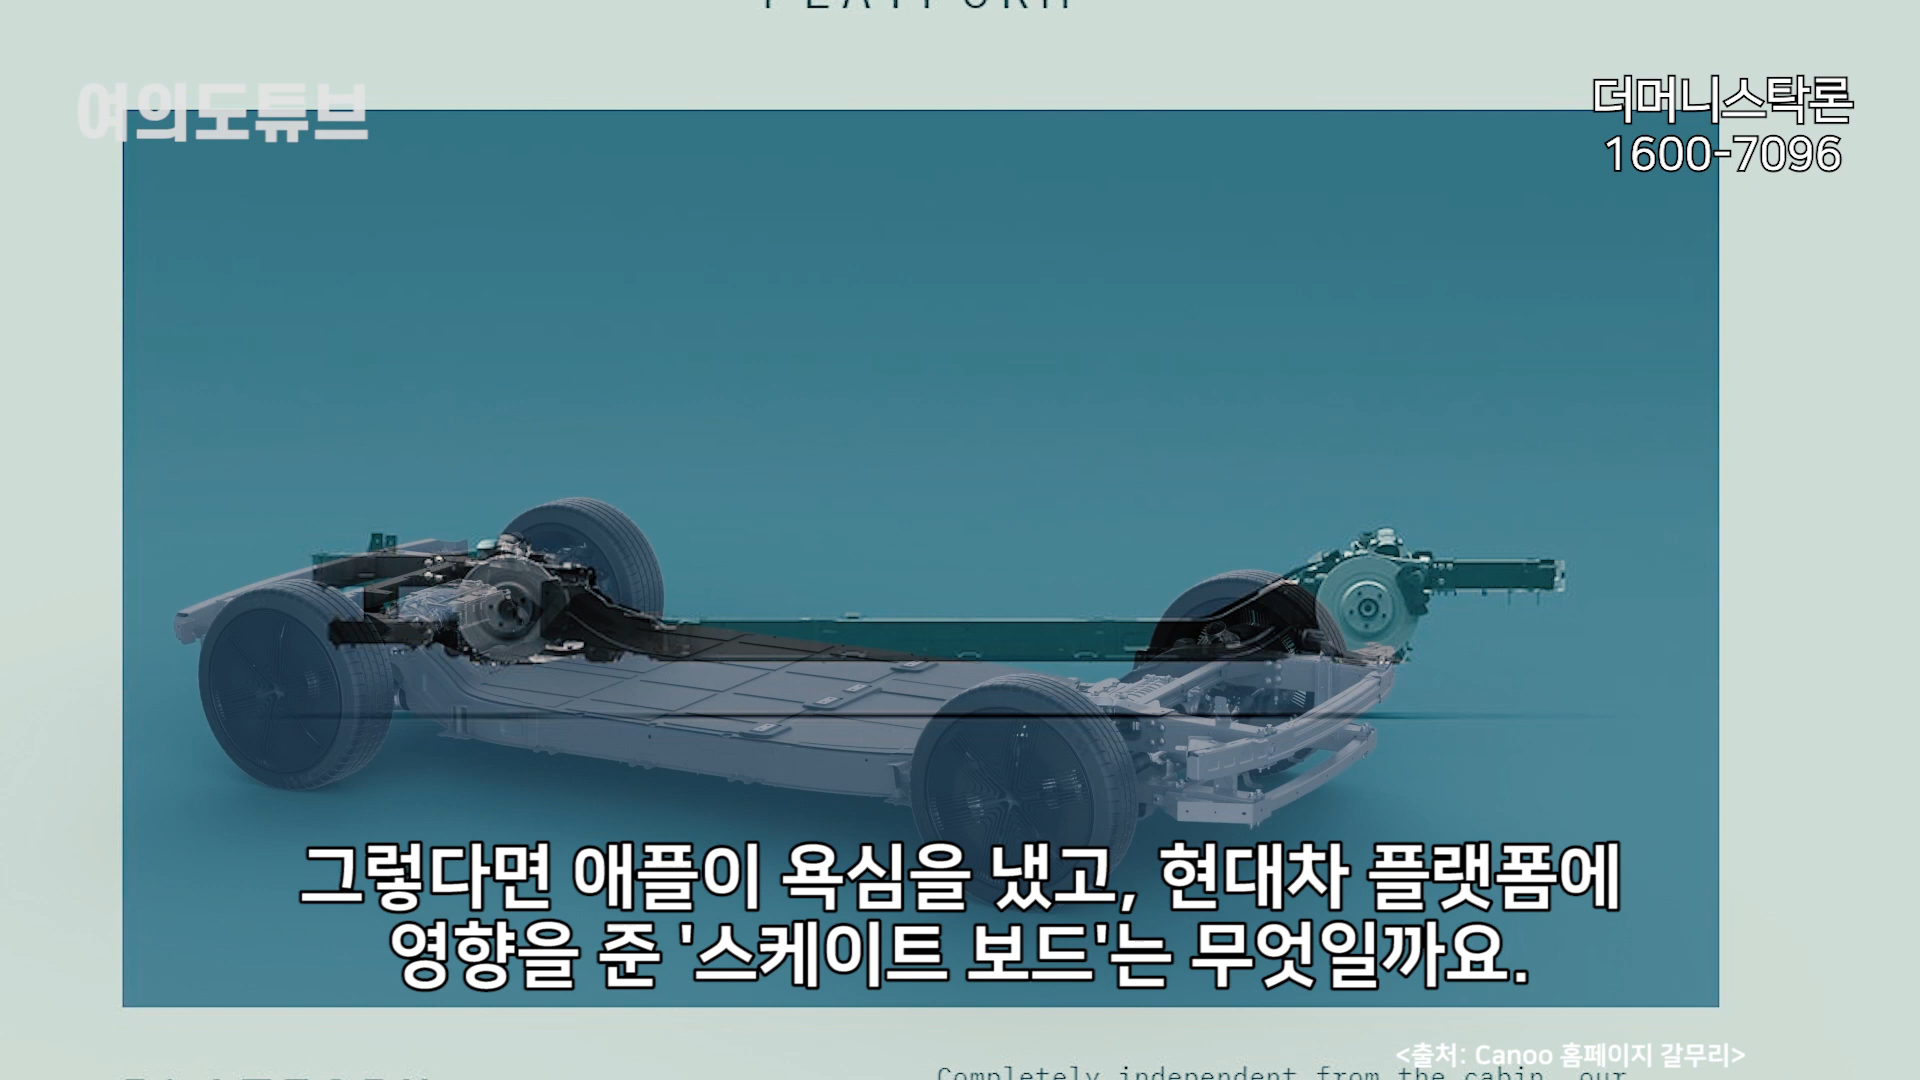 PLATFORM
여의도튜브
더머니스탁론
1600-7096
그렇다면 애플이 욕심을 냈고, 현대차 플랫폼에
영향을 준 '스케이트 보드'는 무엇일까요.
<출처: Canoo 홈페이지 갈무리>
Completely independent from the cabin, our